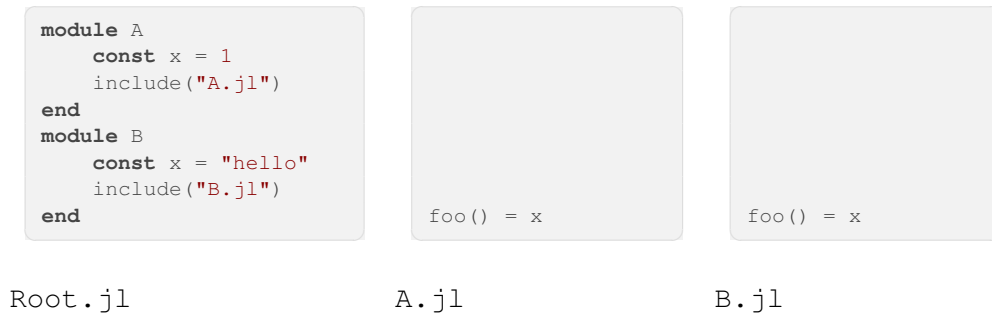 module A
    const x = 1
    include("A.jl")
end
module B
    const x = "hello"
    include("B.jl")
end
foo() = x
foo() = x
Root.jl
A.jl
B.jl